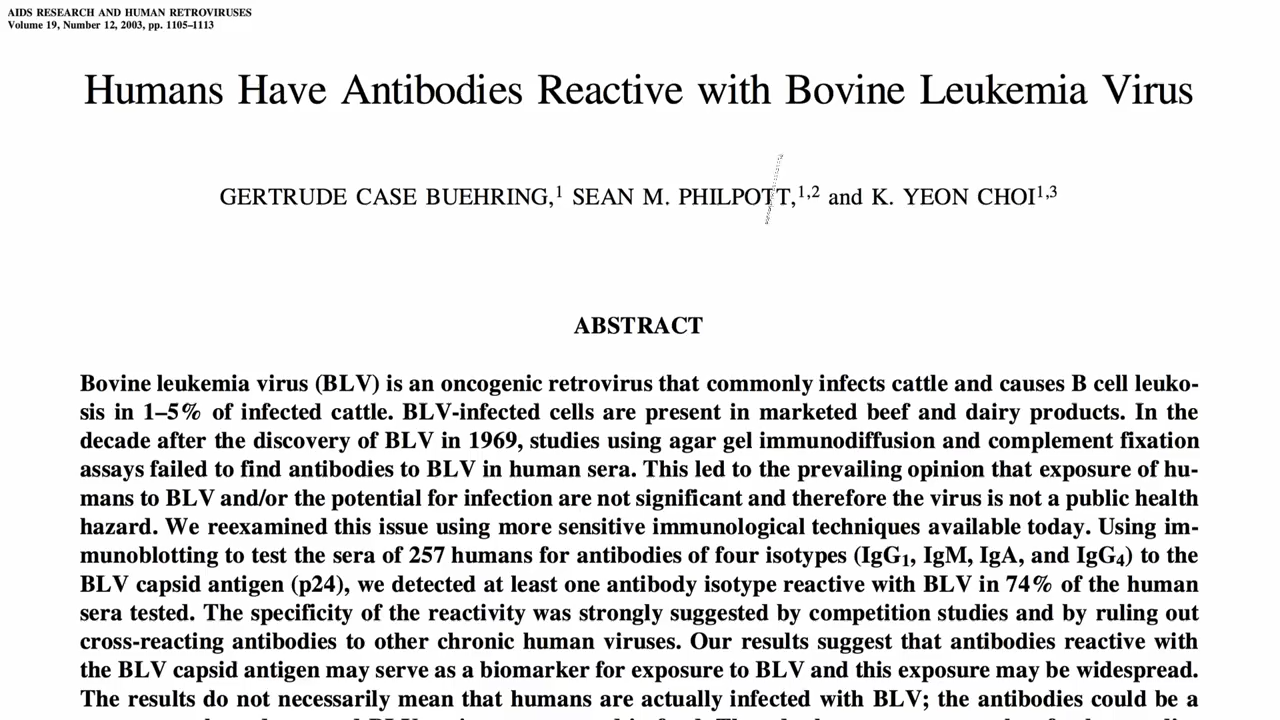 AIDS RESEARCH AND HUMAN RETROVIRUSES
Volume 19, Number 12, 2003, pp. 1105–1113
Humans Have Antibodies Reactive with Bovine Leukemia Virus
GERTRUDE CASE BUEHRING,¹ SEAN M. PHILPOTT,¹,² and K. YEON CHOI¹,³
ABSTRACT
Bovine leukemia virus (BLV) is an oncogenic retrovirus that commonly infects cattle and causes B cell leuko-
sis in 1–5% of infected cattle. BLV-infected cells are present in marketed beef and dairy products. In the
decade after the discovery of BLV in 1969, studies using agar gel immunodiffusion and complement fixation
assays failed to find antibodies to BLV in human sera. This led to the prevailing opinion that exposure of hu-
mans to BLV and/or the potential for infection are not significant and therefore the virus is not a public health
hazard. We reexamined this issue using more sensitive immunological techniques available today. Using im-
munoblotting to test the sera of 257 humans for antibodies of four isotypes (IgG₁, IgM, IgA, and IgG₄) to the
BLV capsid antigen (p24), we detected at least one antibody isotype reactive with BLV in 74% of the human
sera tested. The specificity of the reactivity was strongly suggested by competition studies and by ruling out
cross-reacting antibodies to other chronic human viruses. Our results suggest that antibodies reactive with
the BLV capsid antigen may serve as a biomarker for exposure to BLV and this exposure may be widespread.
The results do not necessarily mean that humans are actually infected with BLV; the antibodies could be a